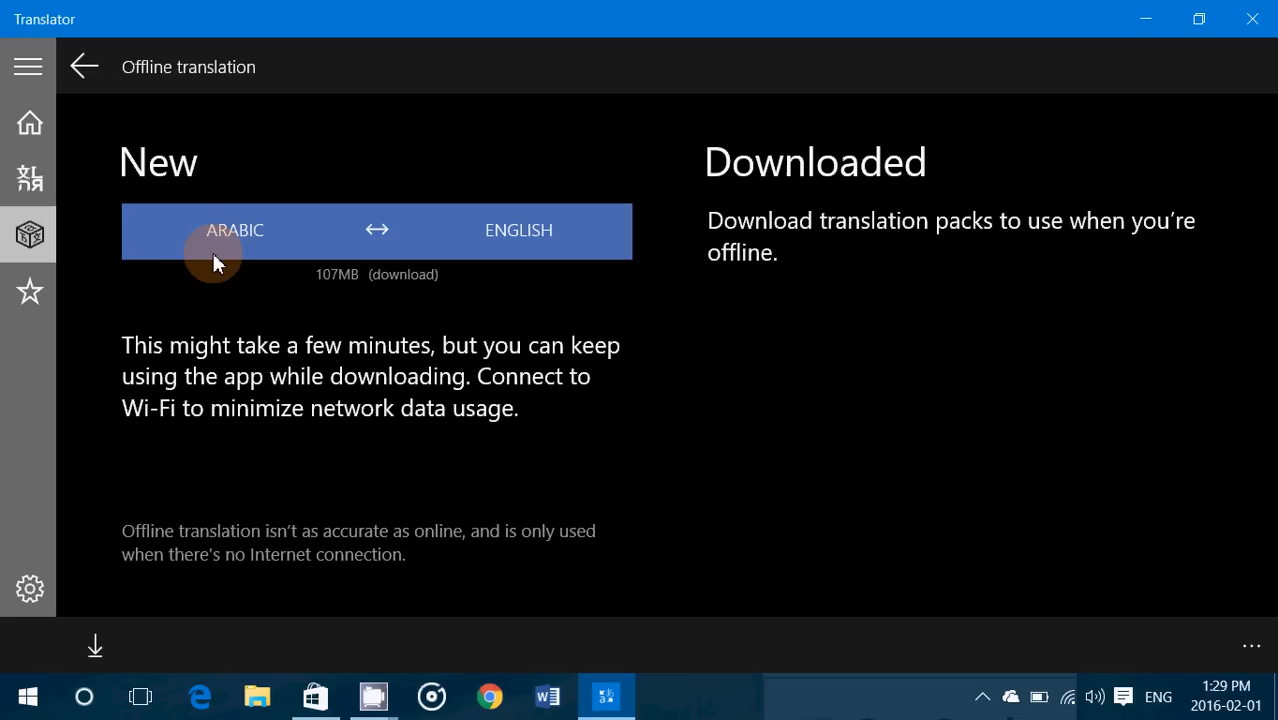 Translator
Offline translation
New
ARABIC ↔ ENGLISH
107MB (download)
This might take a few minutes, but you can keep
using the app while downloading. Connect to
Wi-Fi to minimize network data usage.
Offline translation isn't as accurate as online, and is only used
when there's no Internet connection.
Downloaded
Download translation packs to use when you're
offline.
ENG
1:29 PM
2016-02-01